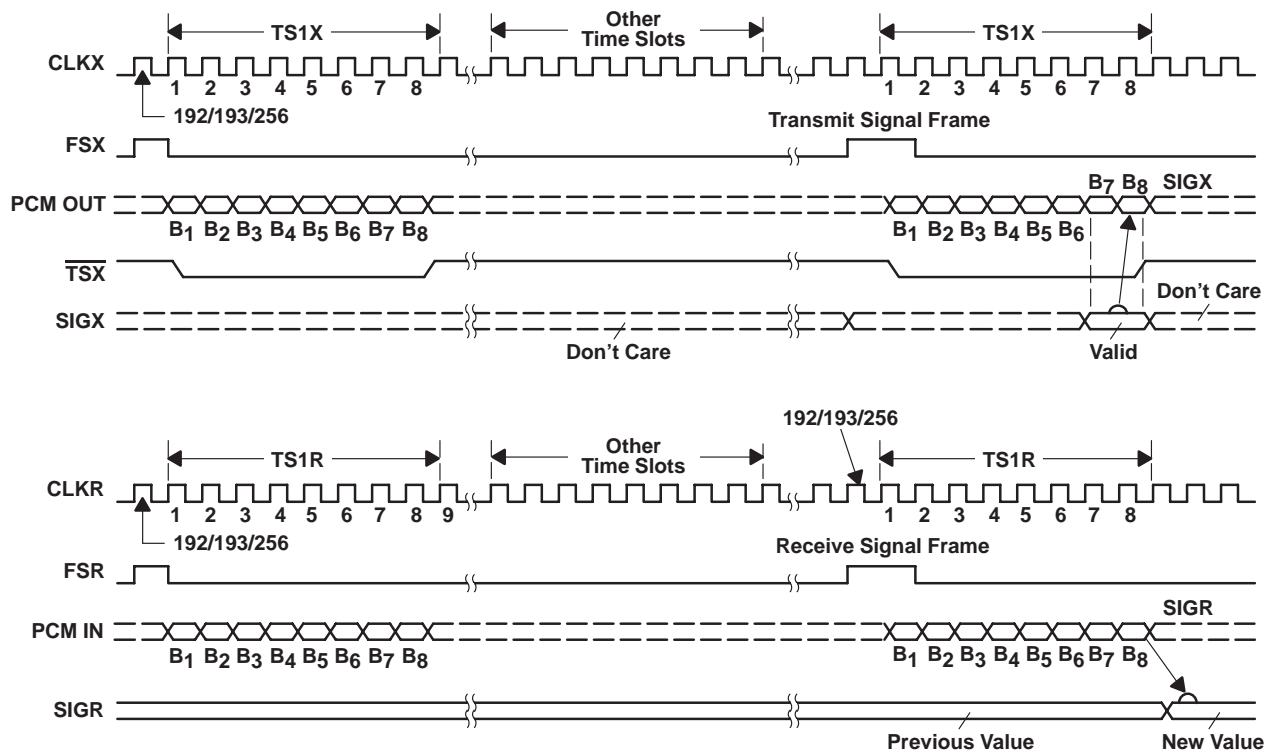 Other
TS1X Time Slots TS1X
CLKX
1 2 3 4 5 6 7 8 1 2 3 4 5 6 7 8
192/193/256
Transmit Signal Frame
FSX
B7 B8 SIGX
PCM OUT
B1 B2 B3 B4 B5 B6 B7 B8 B1 B2 B3 B4 B5 B6
TSX
Don't Care
SIGX
Don't Care Valid
192/193/256
Other
TS1R Time Slots TS1R
CLKR
1 2 3 4 5 6 7 8 9 1 2 3 4 5 6 7 8
192/193/256
Receive Signal Frame
FSR
SIGR
PCM IN
B1 B2 B3 B4 B5 B6 B7 B8 B1 B2 B3 B4 B5 B6 B7 B8
SIGR
Previous Value New Value